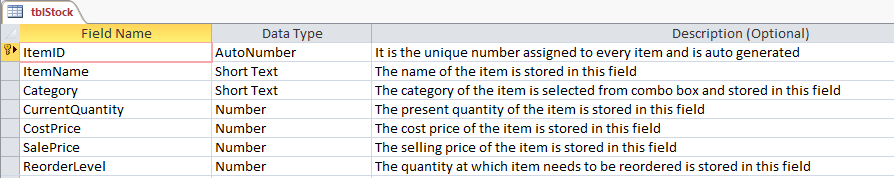 tblStock
Field Name Data Type Description (Optional)
ItemID AutoNumber It is the unique number assigned to every item and is auto generated
ItemName Short Text The name of the item is stored in this field
Category Short Text The category of the item is selected from combo box and stored in this field
CurrentQuantity Number The present quantity of the item is stored in this field
CostPrice Number The cost price of the item is stored in this field
SalePrice Number The selling price of the item is stored in this field
ReorderLevel Number The quantity at which item needs to be reordered is stored in this field